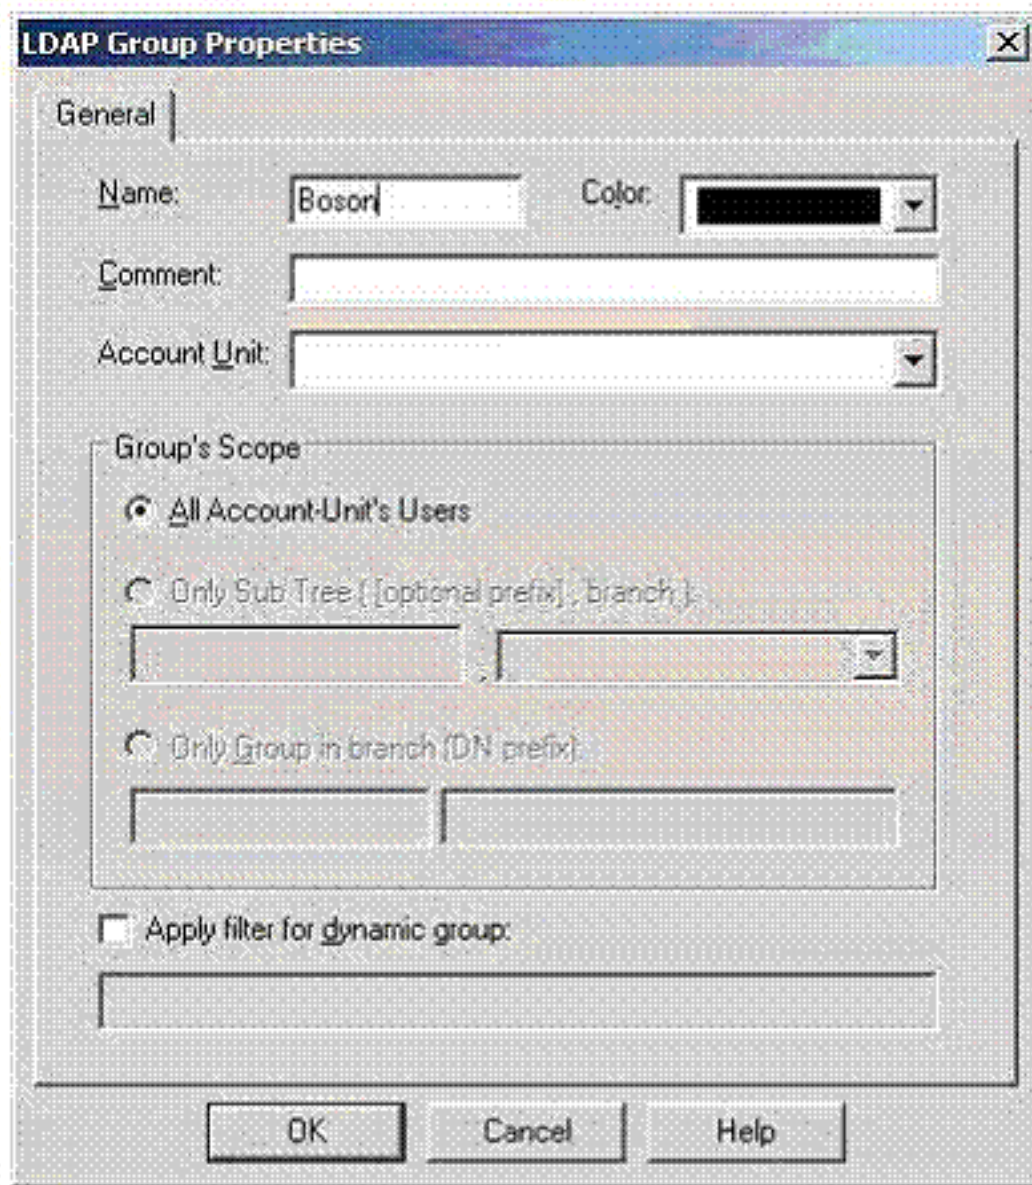 LDAP Group Properties
General
Name: Boson Color:
Comment:
Account Unit:
Group's Scope
All Account-Unit's Users
Only Sub Tree ( [optional prefix] , branch ):
,
Only Group in branch (DN prefix):
Apply filter for dynamic group:
OK Cancel Help